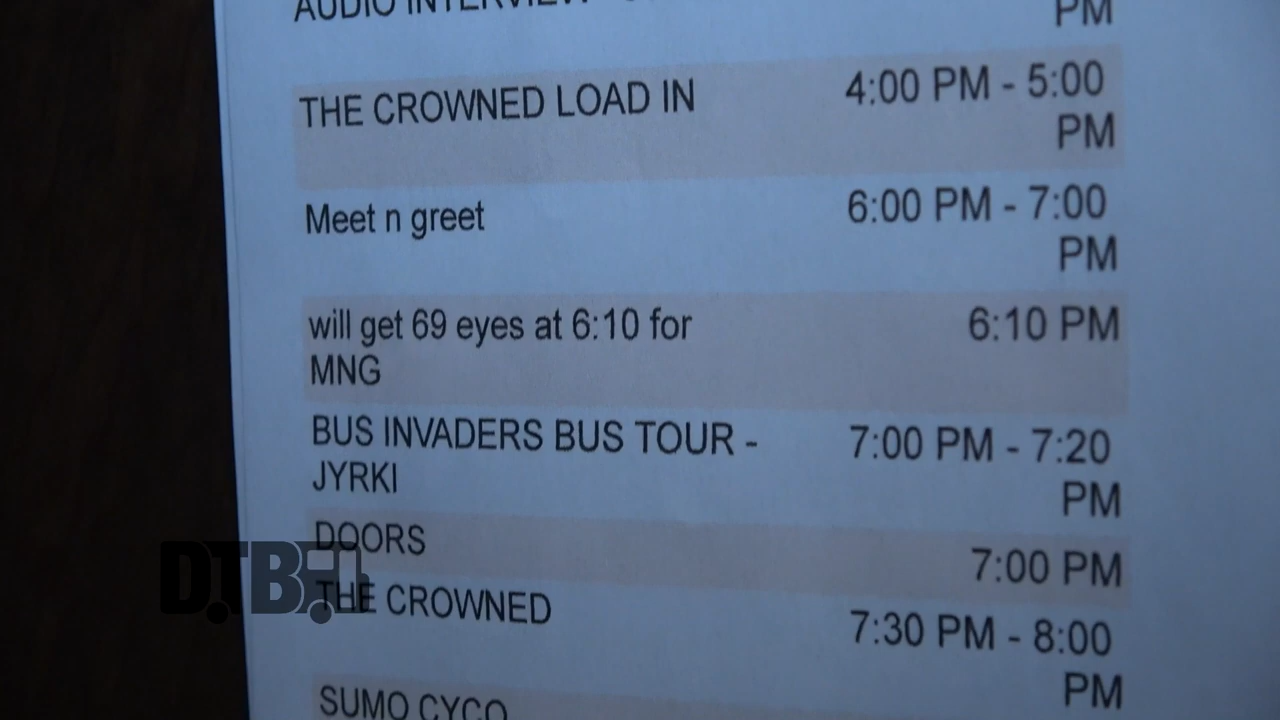 AUDIO INTERVIEW
PM
THE CROWNED LOAD IN
4:00 PM - 5:00
PM
Meet n greet
6:00 PM - 7:00
PM
will get 69 eyes at 6:10 for
MNG
6:10 PM
BUS INVADERS BUS TOUR -
JYRKI
7:00 PM - 7:20
PM
DOORS
7:00 PM
THE CROWNED
7:30 PM - 8:00
PM
SUMO CYCO
DTB